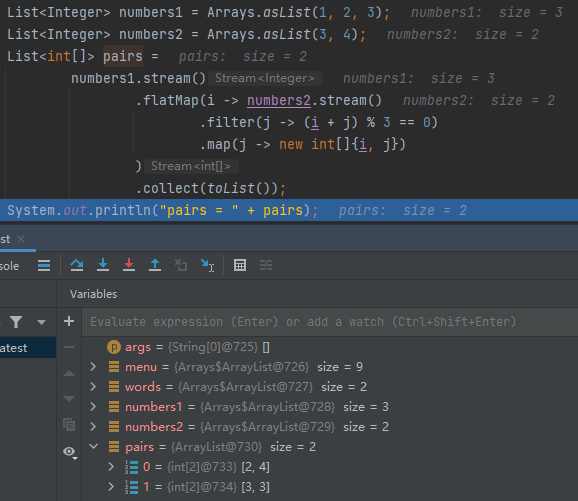 List<Integer> numbers1 = Arrays.asList(1, 2, 3);   numbers1:  size = 3
List<Integer> numbers2 = Arrays.asList(3, 4);   numbers2:  size = 2
List<int[]> pairs =   pairs:  size = 2
numbers1.stream() Stream<Integer>   numbers1:  size = 3
.flatMap(i -> numbers2.stream()   numbers2:  size = 2
.filter(j -> (i + j) % 3 == 0)
.map(j -> new int[]{i, j})
) Stream<int[]>
.collect(toList());
System.out.println("pairs = " + pairs);   pairs:  size = 2
st ×
sole
Variables
Evaluate expression (Enter) or add a watch (Ctrl+Shift+Enter)
atest
p args = {String[0]@725} []
menu = {Arrays$ArrayList@726}  size = 9
words = {Arrays$ArrayList@727}  size = 2
numbers1 = {Arrays$ArrayList@728}  size = 3
numbers2 = {Arrays$ArrayList@729}  size = 2
pairs = {ArrayList@730}  size = 2
0 = {int[2]@733} [2, 4]
1 = {int[2]@734} [3, 3]